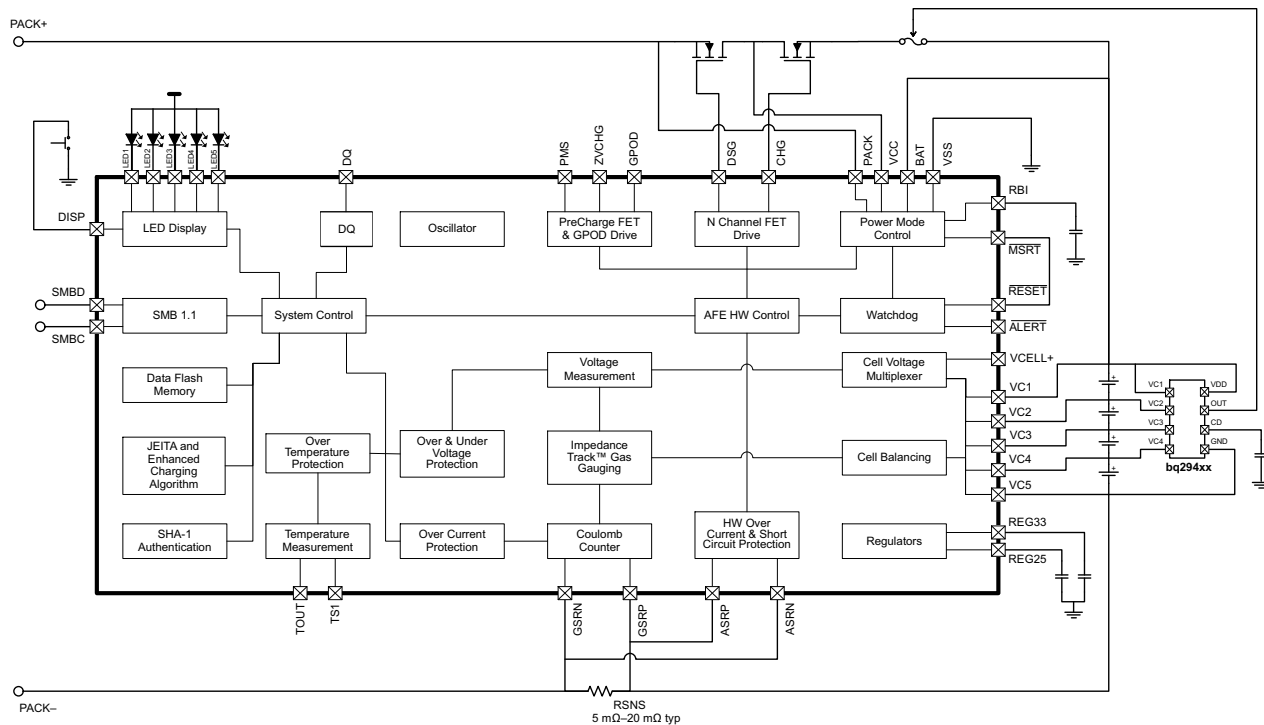 PACK+
LED1
LED2
LED3
LED4
LED5
DQ
PMS
ZVCHG
GPOD
DSG
CHG
PACK
VCC
BAT
VSS
DISP
LED Display
DQ
Oscillator
PreCharge FET
& GPOD Drive
N Channel FET
Drive
Power Mode
Control
RBI
MSRT
SMBD
SMBC
SMB 1.1
System Control
AFE HW Control
Watchdog
RESET
ALERT
Data Flash
Memory
Voltage
Measurement
Cell Voltage
Multiplexer
VCELL+
VC1
VC2
VC3
VC4
VC5
JEITA and
Enhanced
Charging
Algorithm
Over
Temperature
Protection
Over & Under
Voltage
Protection
Impedance
Track™ Gas
Gauging
Cell Balancing
+
+
+
+
VC1
VC2
VC3
VC4
VDD
OUT
CD
GND
bq294xx
SHA-1
Authentication
Temperature
Measurement
Over Current
Protection
Coulomb
Counter
HW Over
Current & Short
Circuit Protection
Regulators
REG33
REG25
TOUT
TS1
GSRN
GSRP
ASRP
ASRN
PACK–
RSNS
5 mΩ–20 mΩ typ